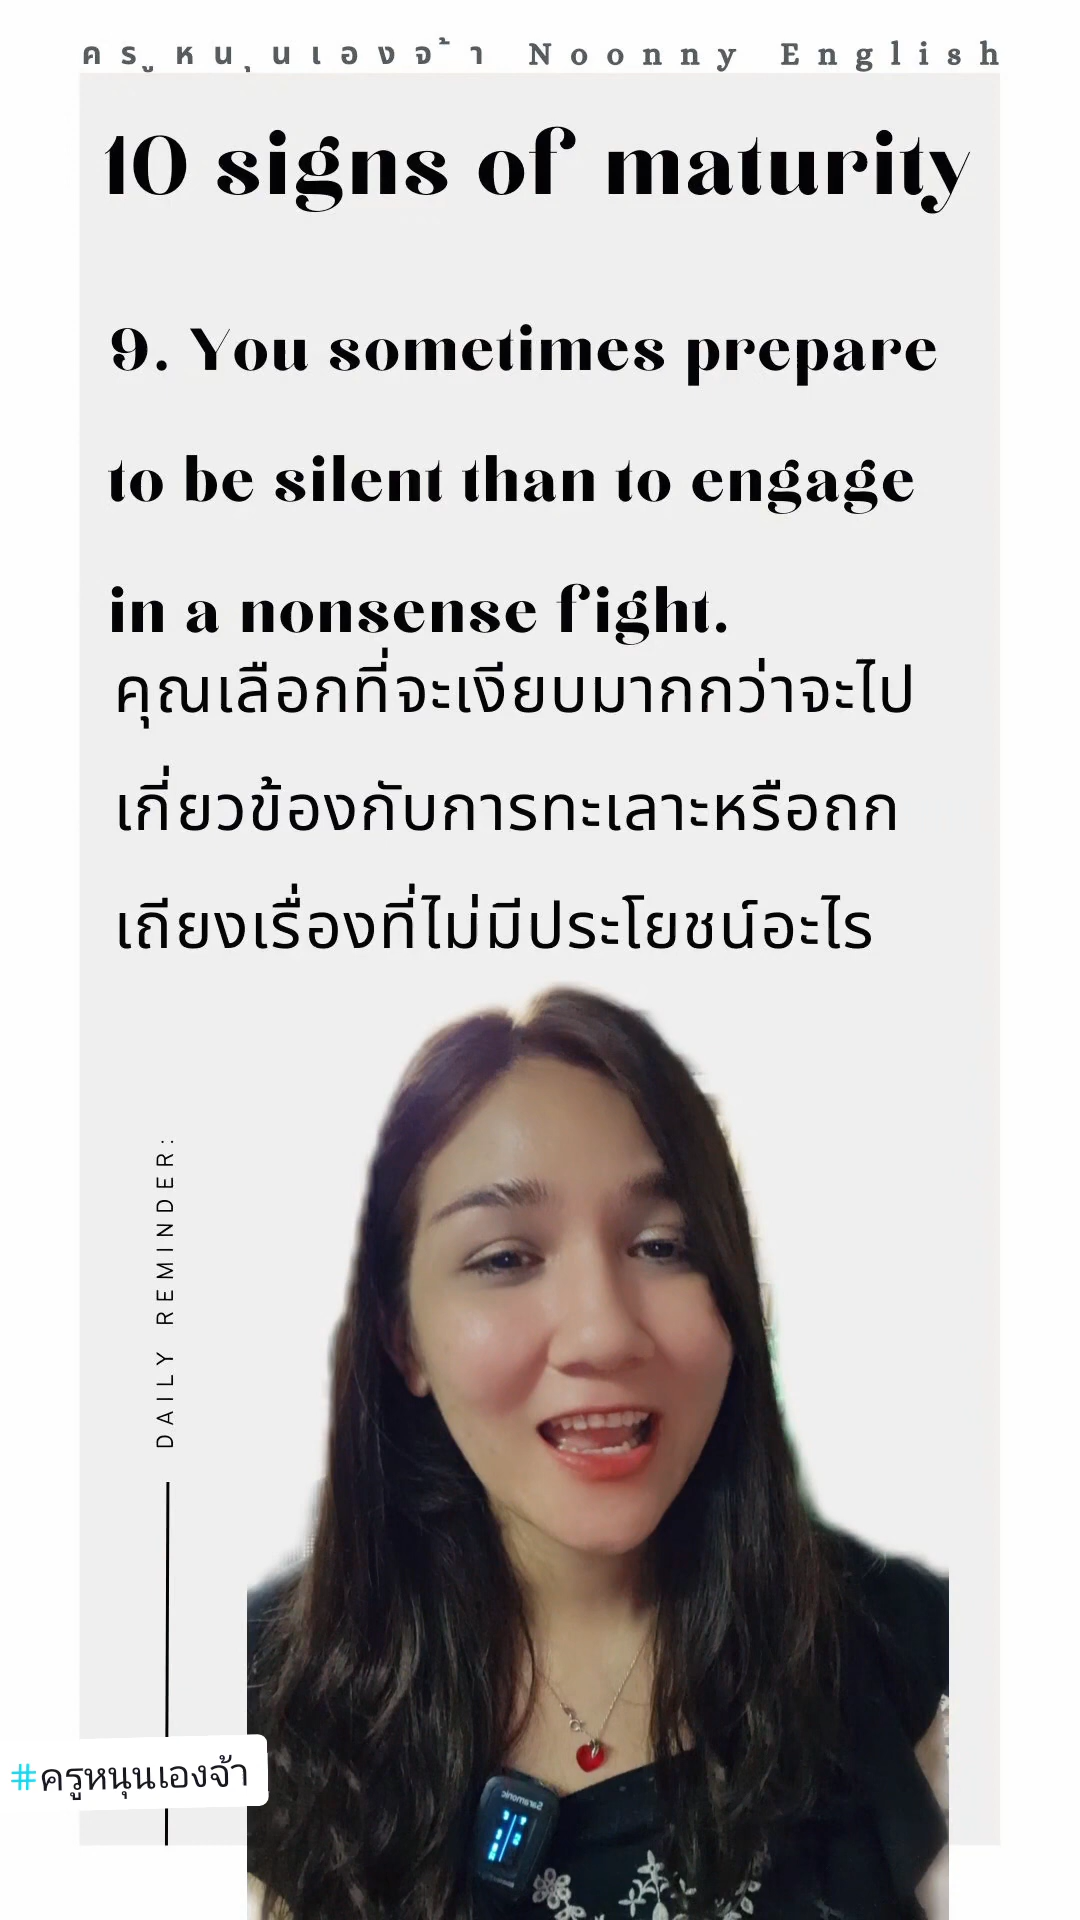 ครูหนุนเองจ้า Noonny English
10 signs of maturity
9. You sometimes prepare
to be silent than to engage
in a nonsense fight.
คุณเลือกที่จะเงียบมากกว่าจะไป
เกี่ยวข้องกับการทะเลาะหรือถก
เถียงเรื่องที่ไม่มีประโยชน์อะไร
DAILY REMINDER:
#ครูหนุนเองจ้า
Saramonic